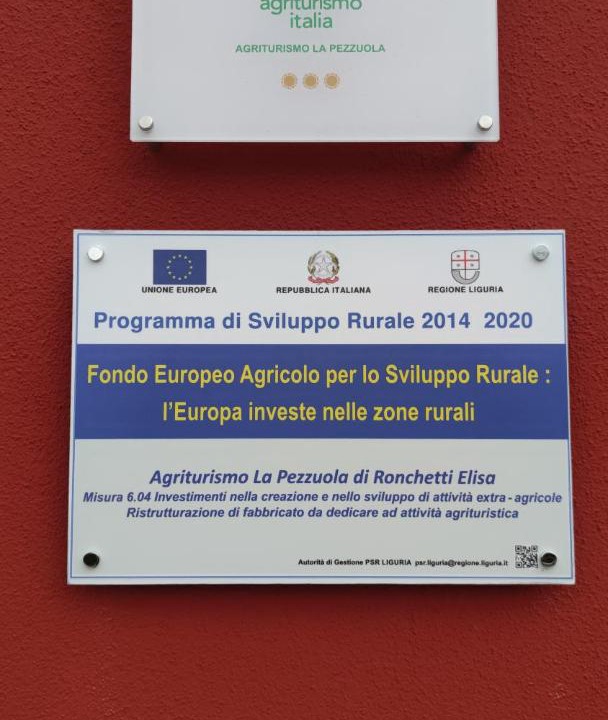 agriturismo
italia
AGRITURISMO LA PEZZUOLA
UNIONE EUROPEA
REPUBBLICA ITALIANA
REGIONE LIGURIA
Programma di Sviluppo Rurale 2014 2020
Fondo Europeo Agricolo per lo Sviluppo Rurale :
l'Europa investe nelle zone rurali
Agriturismo La Pezzuola di Ronchetti Elisa
Misura 6.04 Investimenti nella creazione e nello sviluppo di attività extra - agricole
Ristrutturazione di fabbricato da dedicare ad attività agrituristica
Autorità di Gestione PSR LIGURIA psr.liguria@regione.liguria.it